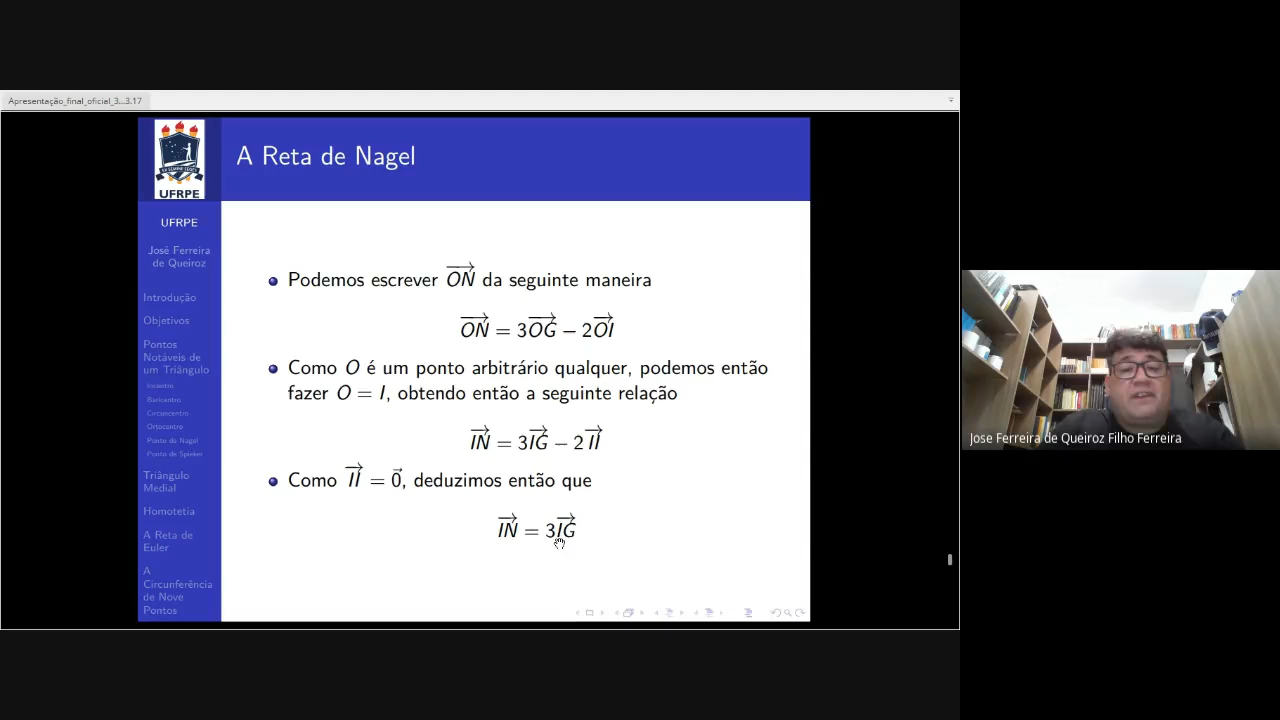 Apresentação_final_oficial_3...3.17
UFRPE
A Reta de Nagel
UFRPE
José Ferreira
de Queiroz
Introdução
Objetivos
Pontos
Notáveis de
um Triângulo
Incentro
Baricentro
Circuncentro
Ortocentro
Ponto de Nagel
Ponto de Spieker
Triângulo
Medial
Homotetia
A Reta de
Euler
A
Circunferência
de Nove
Pontos
Podemos escrever $\overrightarrow{ON}$ da seguinte maneira
$\overrightarrow{ON} = 3\overrightarrow{OG} - 2\overrightarrow{OI}$
Como O é um ponto arbitrário qualquer, podemos então
fazer O = I, obtendo então a seguinte relação
$\overrightarrow{IN} = 3\overrightarrow{IG} - 2\overrightarrow{II}$
Como $\overrightarrow{II} = \vec{0}$, deduzimos então que
$\overrightarrow{IN} = 3\overrightarrow{IG}$
Jose Ferreira de Queiroz Filho Ferreira